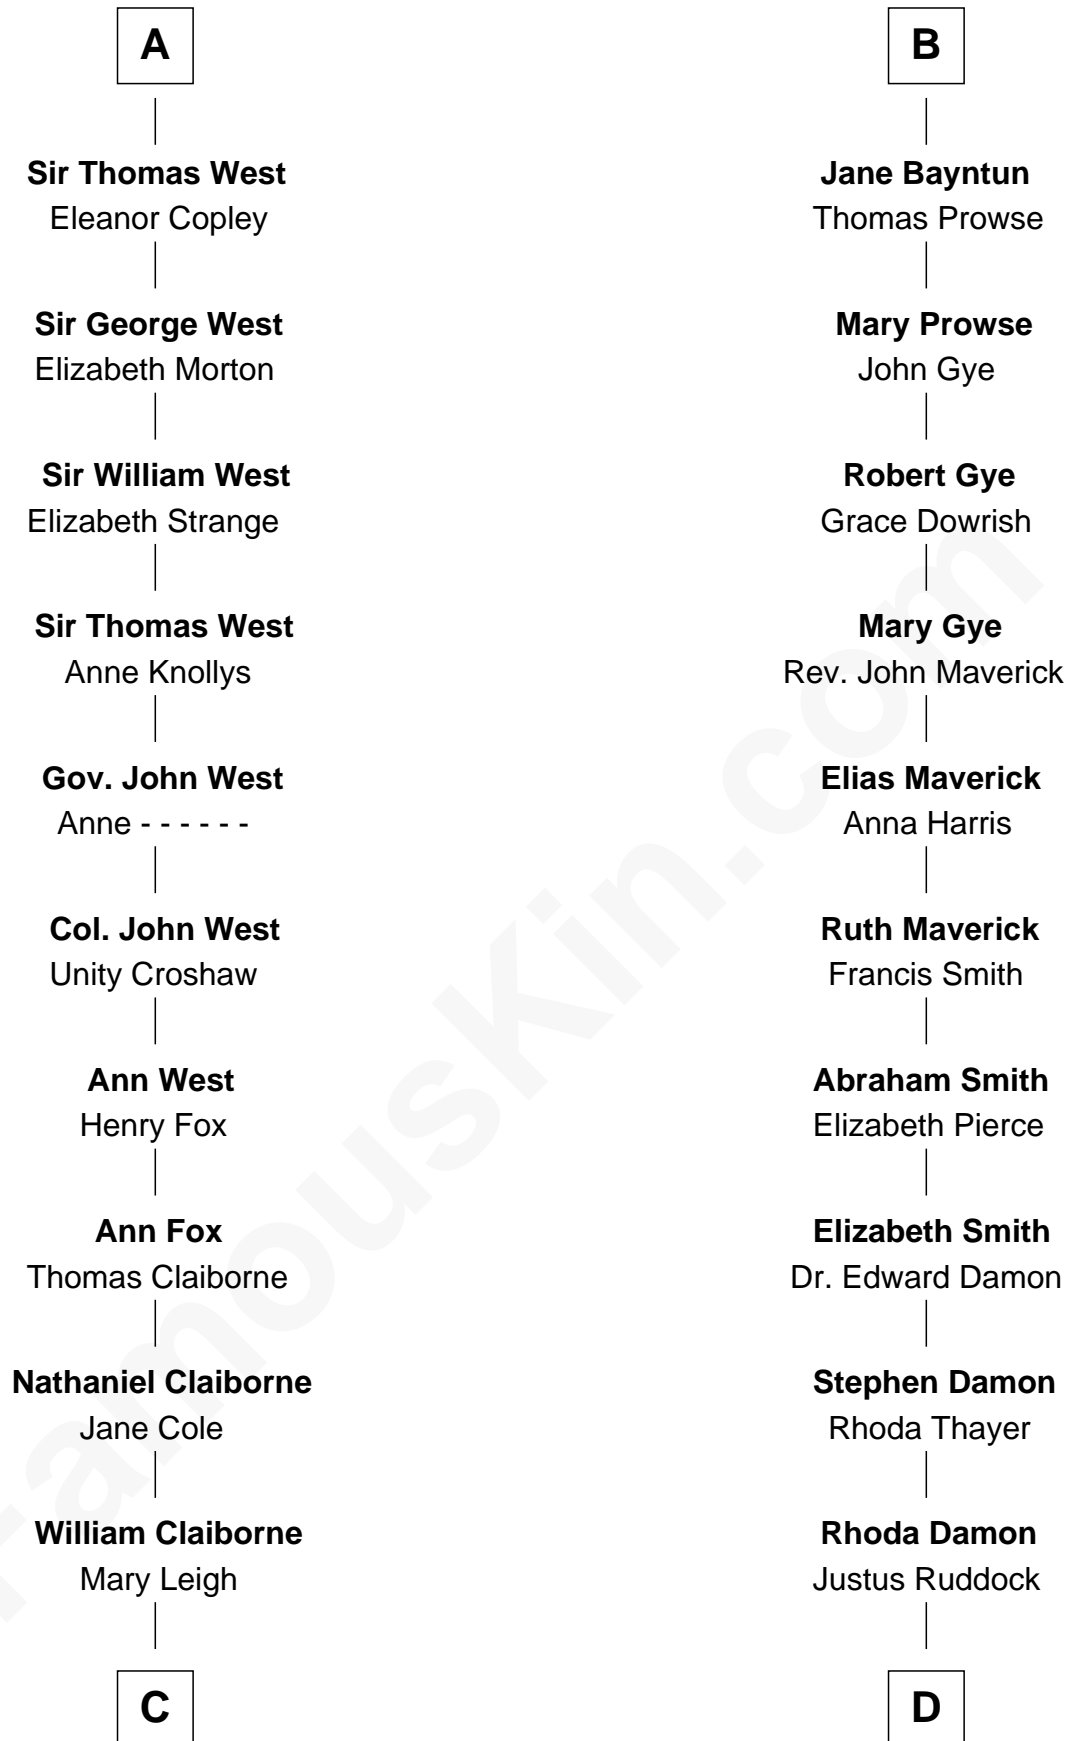 A
Sir Thomas West
Eleanor Copley
Sir George West
Elizabeth Morton
Sir William West
Elizabeth Strange
Sir Thomas West
Anne Knollys
Gov. John West
Anne - - - - - -
Col. John West
Unity Croshaw
Ann West
Henry Fox
Ann Fox
Thomas Claiborne
Nathaniel Claiborne
Jane Cole
William Claiborne
Mary Leigh
C
B
Jane Bayntun
Thomas Prowse
Mary Prowse
John Gye
Robert Gye
Grace Dowrish
Mary Gye
Rev. John Maverick
Elias Maverick
Anna Harris
Ruth Maverick
Francis Smith
Abraham Smith
Elizabeth Pierce
Elizabeth Smith
Dr. Edward Damon
Stephen Damon
Rhoda Thayer
Rhoda Damon
Justus Ruddock
D
FamousKin.com